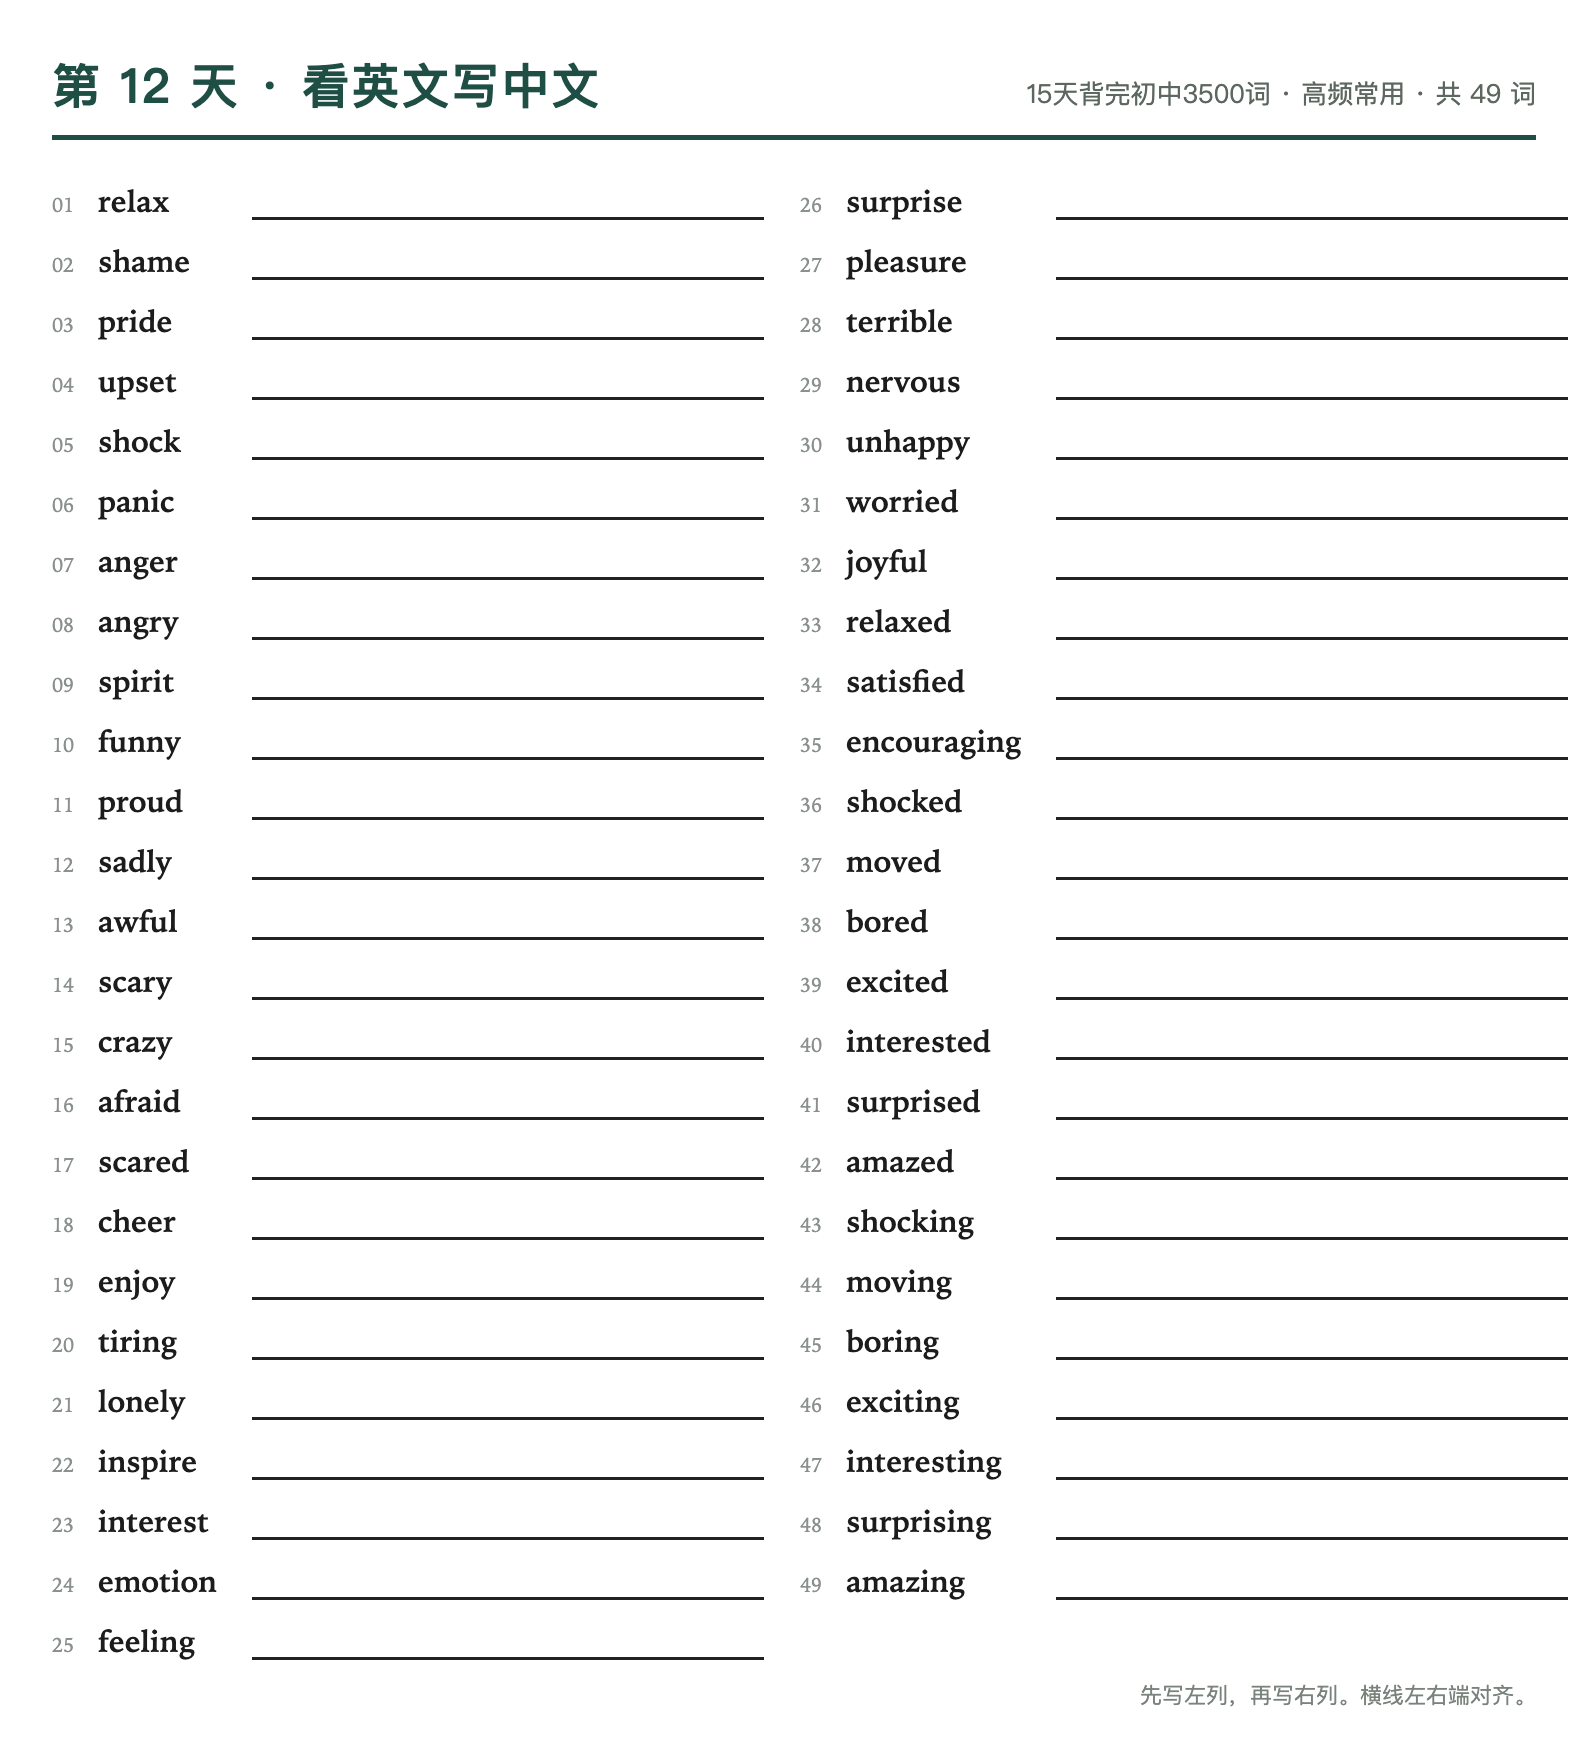 第 12 天 · 看英文写中文
15天背完初中3500词 · 高频常用 · 共 49 词
01 relax
02 shame
03 pride
04 upset
05 shock
06 panic
07 anger
08 angry
09 spirit
10 funny
11 proud
12 sadly
13 awful
14 scary
15 crazy
16 afraid
17 scared
18 cheer
19 enjoy
20 tiring
21 lonely
22 inspire
23 interest
24 emotion
25 feeling
26 surprise
27 pleasure
28 terrible
29 nervous
30 unhappy
31 worried
32 joyful
33 relaxed
34 satisfied
35 encouraging
36 shocked
37 moved
38 bored
39 excited
40 interested
41 surprised
42 amazed
43 shocking
44 moving
45 boring
46 exciting
47 interesting
48 surprising
49 amazing
先写左列，再写右列。横线左右端对齐。